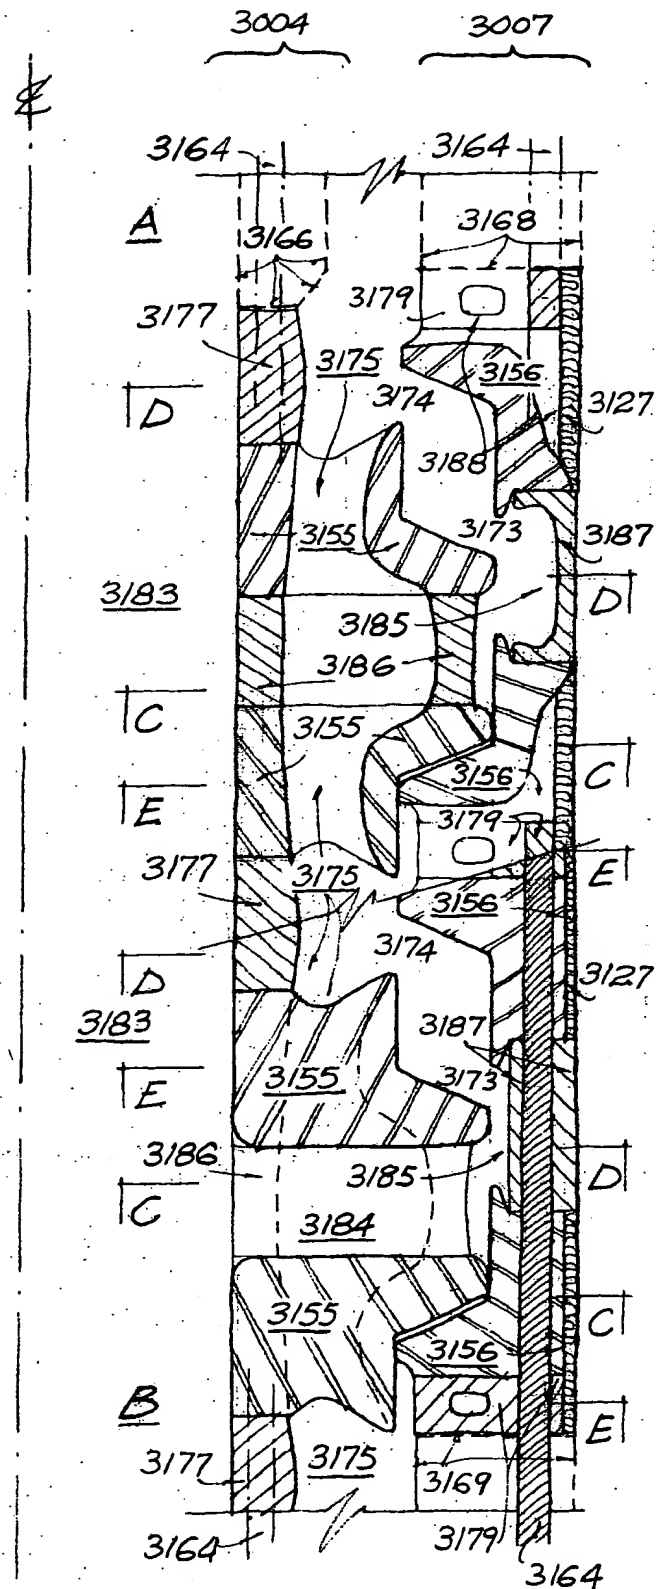 3004 3007
℄
3164 3164
A
3166 3168
3177 3179
3175 3156
D 3174 3127
3188
3155 3173 3187
3183 3185 D
3186
C
3155 C
3156
E 3179
3177 3175 E
3156
D 3174 3127
3183 3187
3155 3173
E
3186 3185 D
C 3184
3155 C
3156
B E
3177 3175 3169
3164 3179 3164